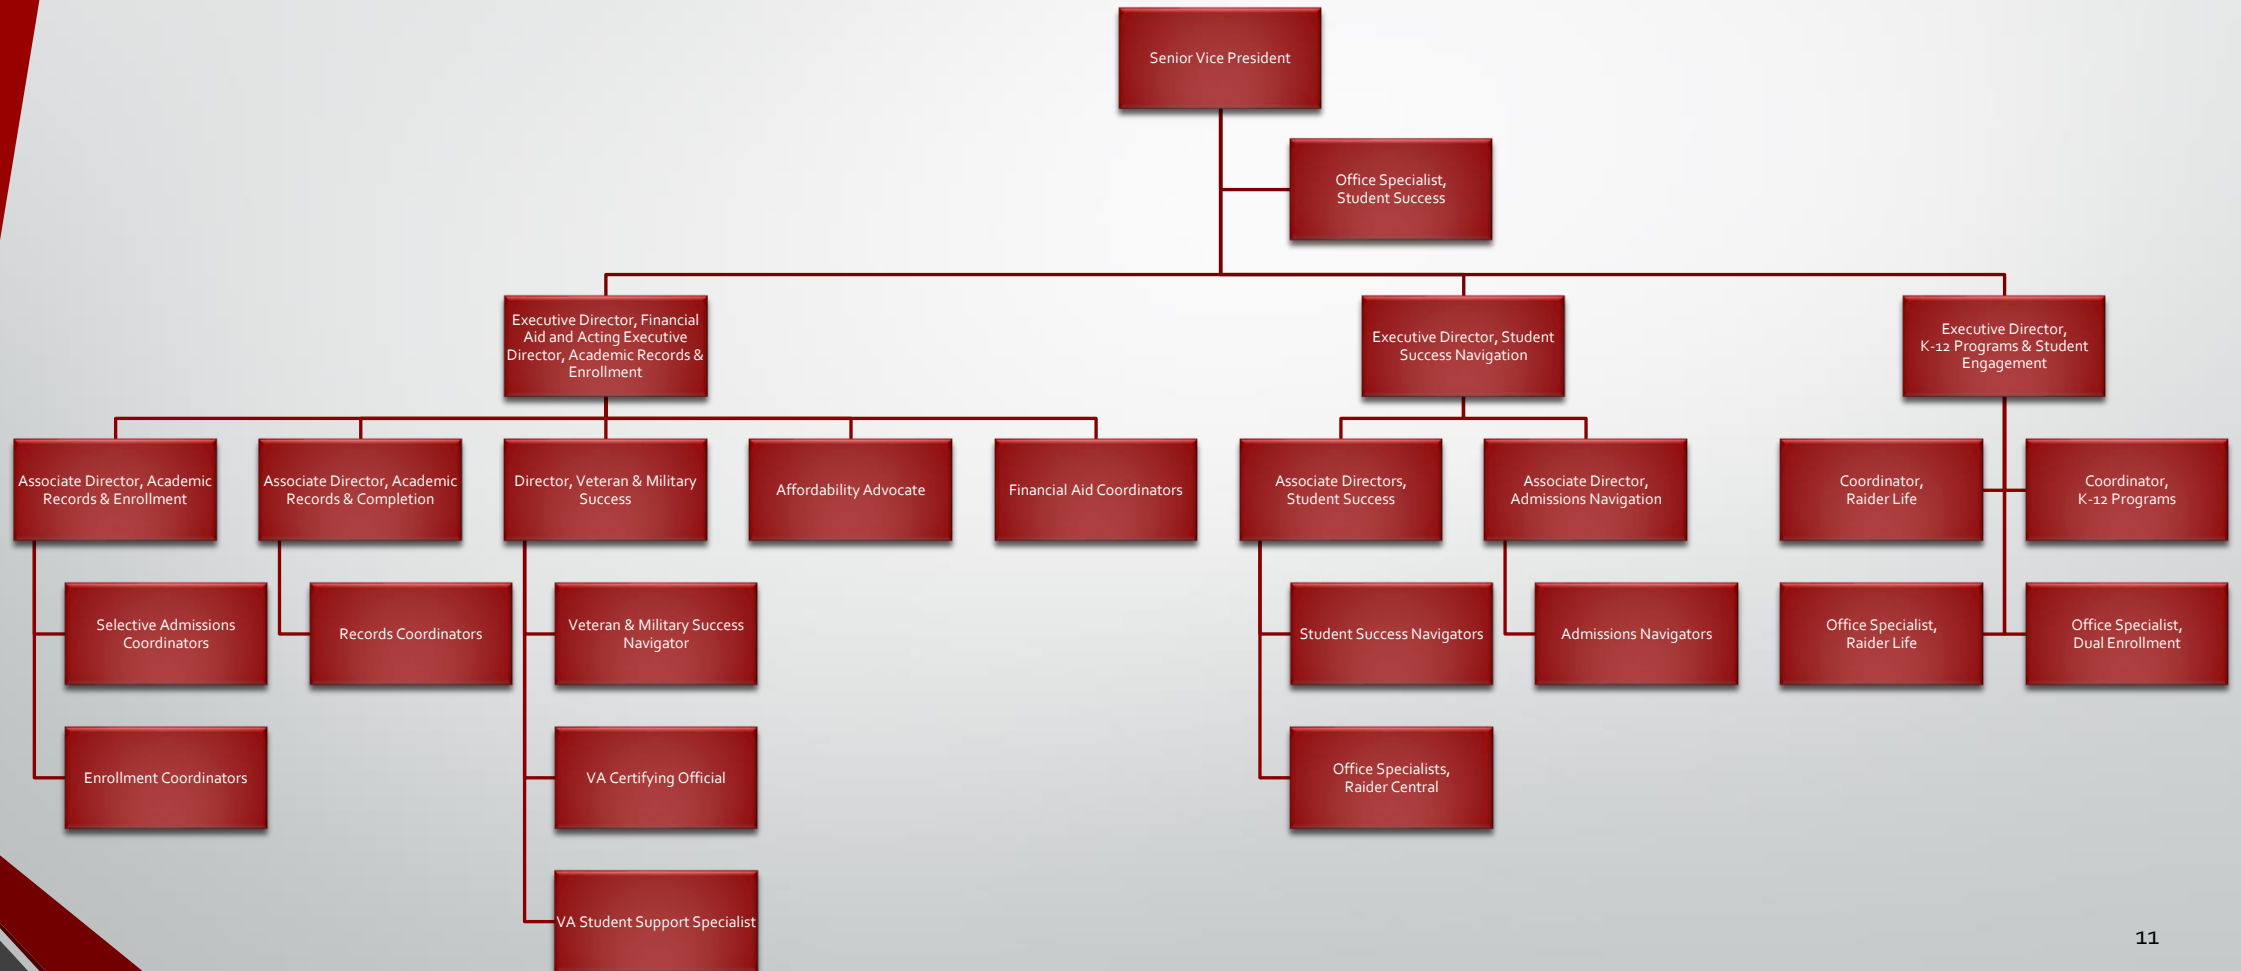 Senior Vice President
Office Specialist,
Student Success
Executive Director, Financial
Aid and Acting Executive
Director, Academic Records &
Enrollment
Executive Director, Student
Success Navigation
Executive Director,
K-12 Programs & Student
Engagement
Associate Director, Academic
Records & Enrollment
Associate Director, Academic
Records & Completion
Director, Veteran & Military
Success
Affordability Advocate
Financial Aid Coordinators
Associate Directors,
Student Success
Associate Director,
Admissions Navigation
Coordinator,
Raider Life
Coordinator,
K-12 Programs
Selective Admissions
Coordinators
Records Coordinators
Veteran & Military Success
Navigator
Student Success Navigators
Admissions Navigators
Office Specialist,
Raider Life
Office Specialist,
Dual Enrollment
Enrollment Coordinators
VA Certifying Official
Office Specialists,
Raider Central
VA Student Support Specialist
11